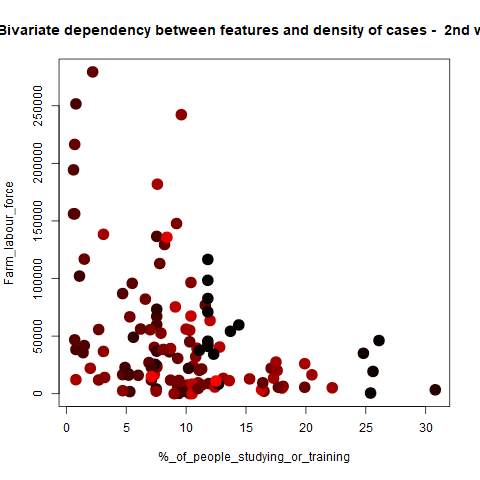 Bivariate dependency between features and density of cases - 2nd w
Farm_labour_force
250000
200000
150000
100000
50000
0
0 5 10 15 20 25 30
%_of_people_studying_or_training